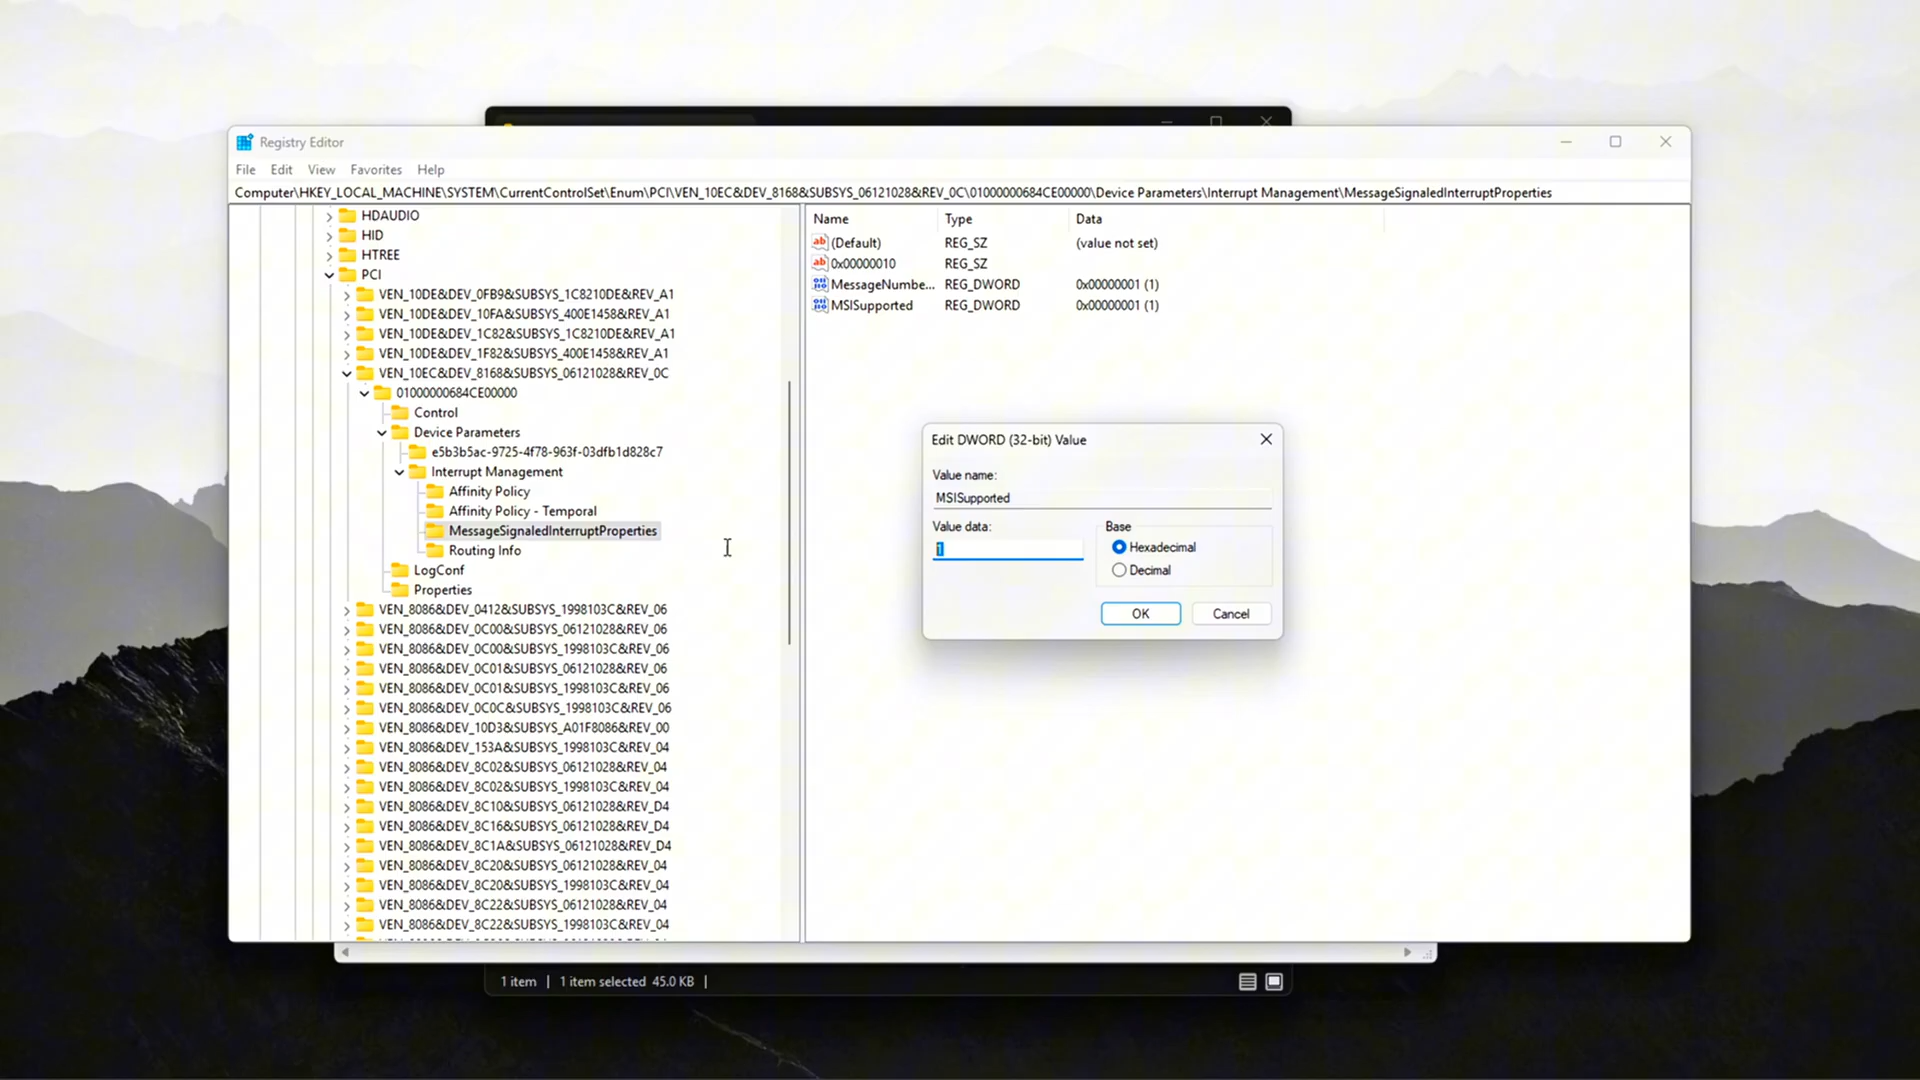 Registry Editor
File Edit View Favorites Help
Computer\HKEY_LOCAL_MACHINE\SYSTEM\CurrentControlSet\Enum\PCI\VEN_10EC&DEV_8168&SUBSYS_06121028&REV_0C\01000000684CE00000\Device Parameters\Interrupt Management\MessageSignaledInterruptProperties
HDAUDIO
HID
HTREE
PCI
VEN_10DE&DEV_0FB9&SUBSYS_1C8210DE&REV_A1
VEN_10DE&DEV_10FA&SUBSYS_400E1458&REV_A1
VEN_10DE&DEV_1C82&SUBSYS_1C8210DE&REV_A1
VEN_10DE&DEV_1F82&SUBSYS_400E1458&REV_A1
VEN_10EC&DEV_8168&SUBSYS_06121028&REV_0C
01000000684CE00000
Control
Device Parameters
e5b3b5ac-9725-4f78-963f-03dfb1d828c7
Interrupt Management
Affinity Policy
Affinity Policy - Temporal
MessageSignaledInterruptProperties
Routing Info
LogConf
Properties
VEN_8086&DEV_0412&SUBSYS_1998103C&REV_06
VEN_8086&DEV_0C00&SUBSYS_06121028&REV_06
VEN_8086&DEV_0C00&SUBSYS_1998103C&REV_06
VEN_8086&DEV_0C01&SUBSYS_06121028&REV_06
VEN_8086&DEV_0C01&SUBSYS_1998103C&REV_06
VEN_8086&DEV_0C0C&SUBSYS_1998103C&REV_06
VEN_8086&DEV_10D3&SUBSYS_A01F8086&REV_00
VEN_8086&DEV_153A&SUBSYS_1998103C&REV_04
VEN_8086&DEV_8C02&SUBSYS_06121028&REV_04
VEN_8086&DEV_8C02&SUBSYS_1998103C&REV_04
VEN_8086&DEV_8C10&SUBSYS_06121028&REV_D4
VEN_8086&DEV_8C16&SUBSYS_06121028&REV_D4
VEN_8086&DEV_8C1A&SUBSYS_06121028&REV_D4
VEN_8086&DEV_8C20&SUBSYS_06121028&REV_04
VEN_8086&DEV_8C20&SUBSYS_1998103C&REV_04
VEN_8086&DEV_8C22&SUBSYS_06121028&REV_04
VEN_8086&DEV_8C22&SUBSYS_1998103C&REV_04
Name Type Data
(Default) REG_SZ (value not set)
0x00000010 REG_SZ
MessageNumbe... REG_DWORD 0x00000001 (1)
MSISupported REG_DWORD 0x00000001 (1)
Edit DWORD (32-bit) Value
Value name:
MSISupported
Value data: Base
1 Hexadecimal
Decimal
OK Cancel
1 item | 1 item selected 45.0 KB |